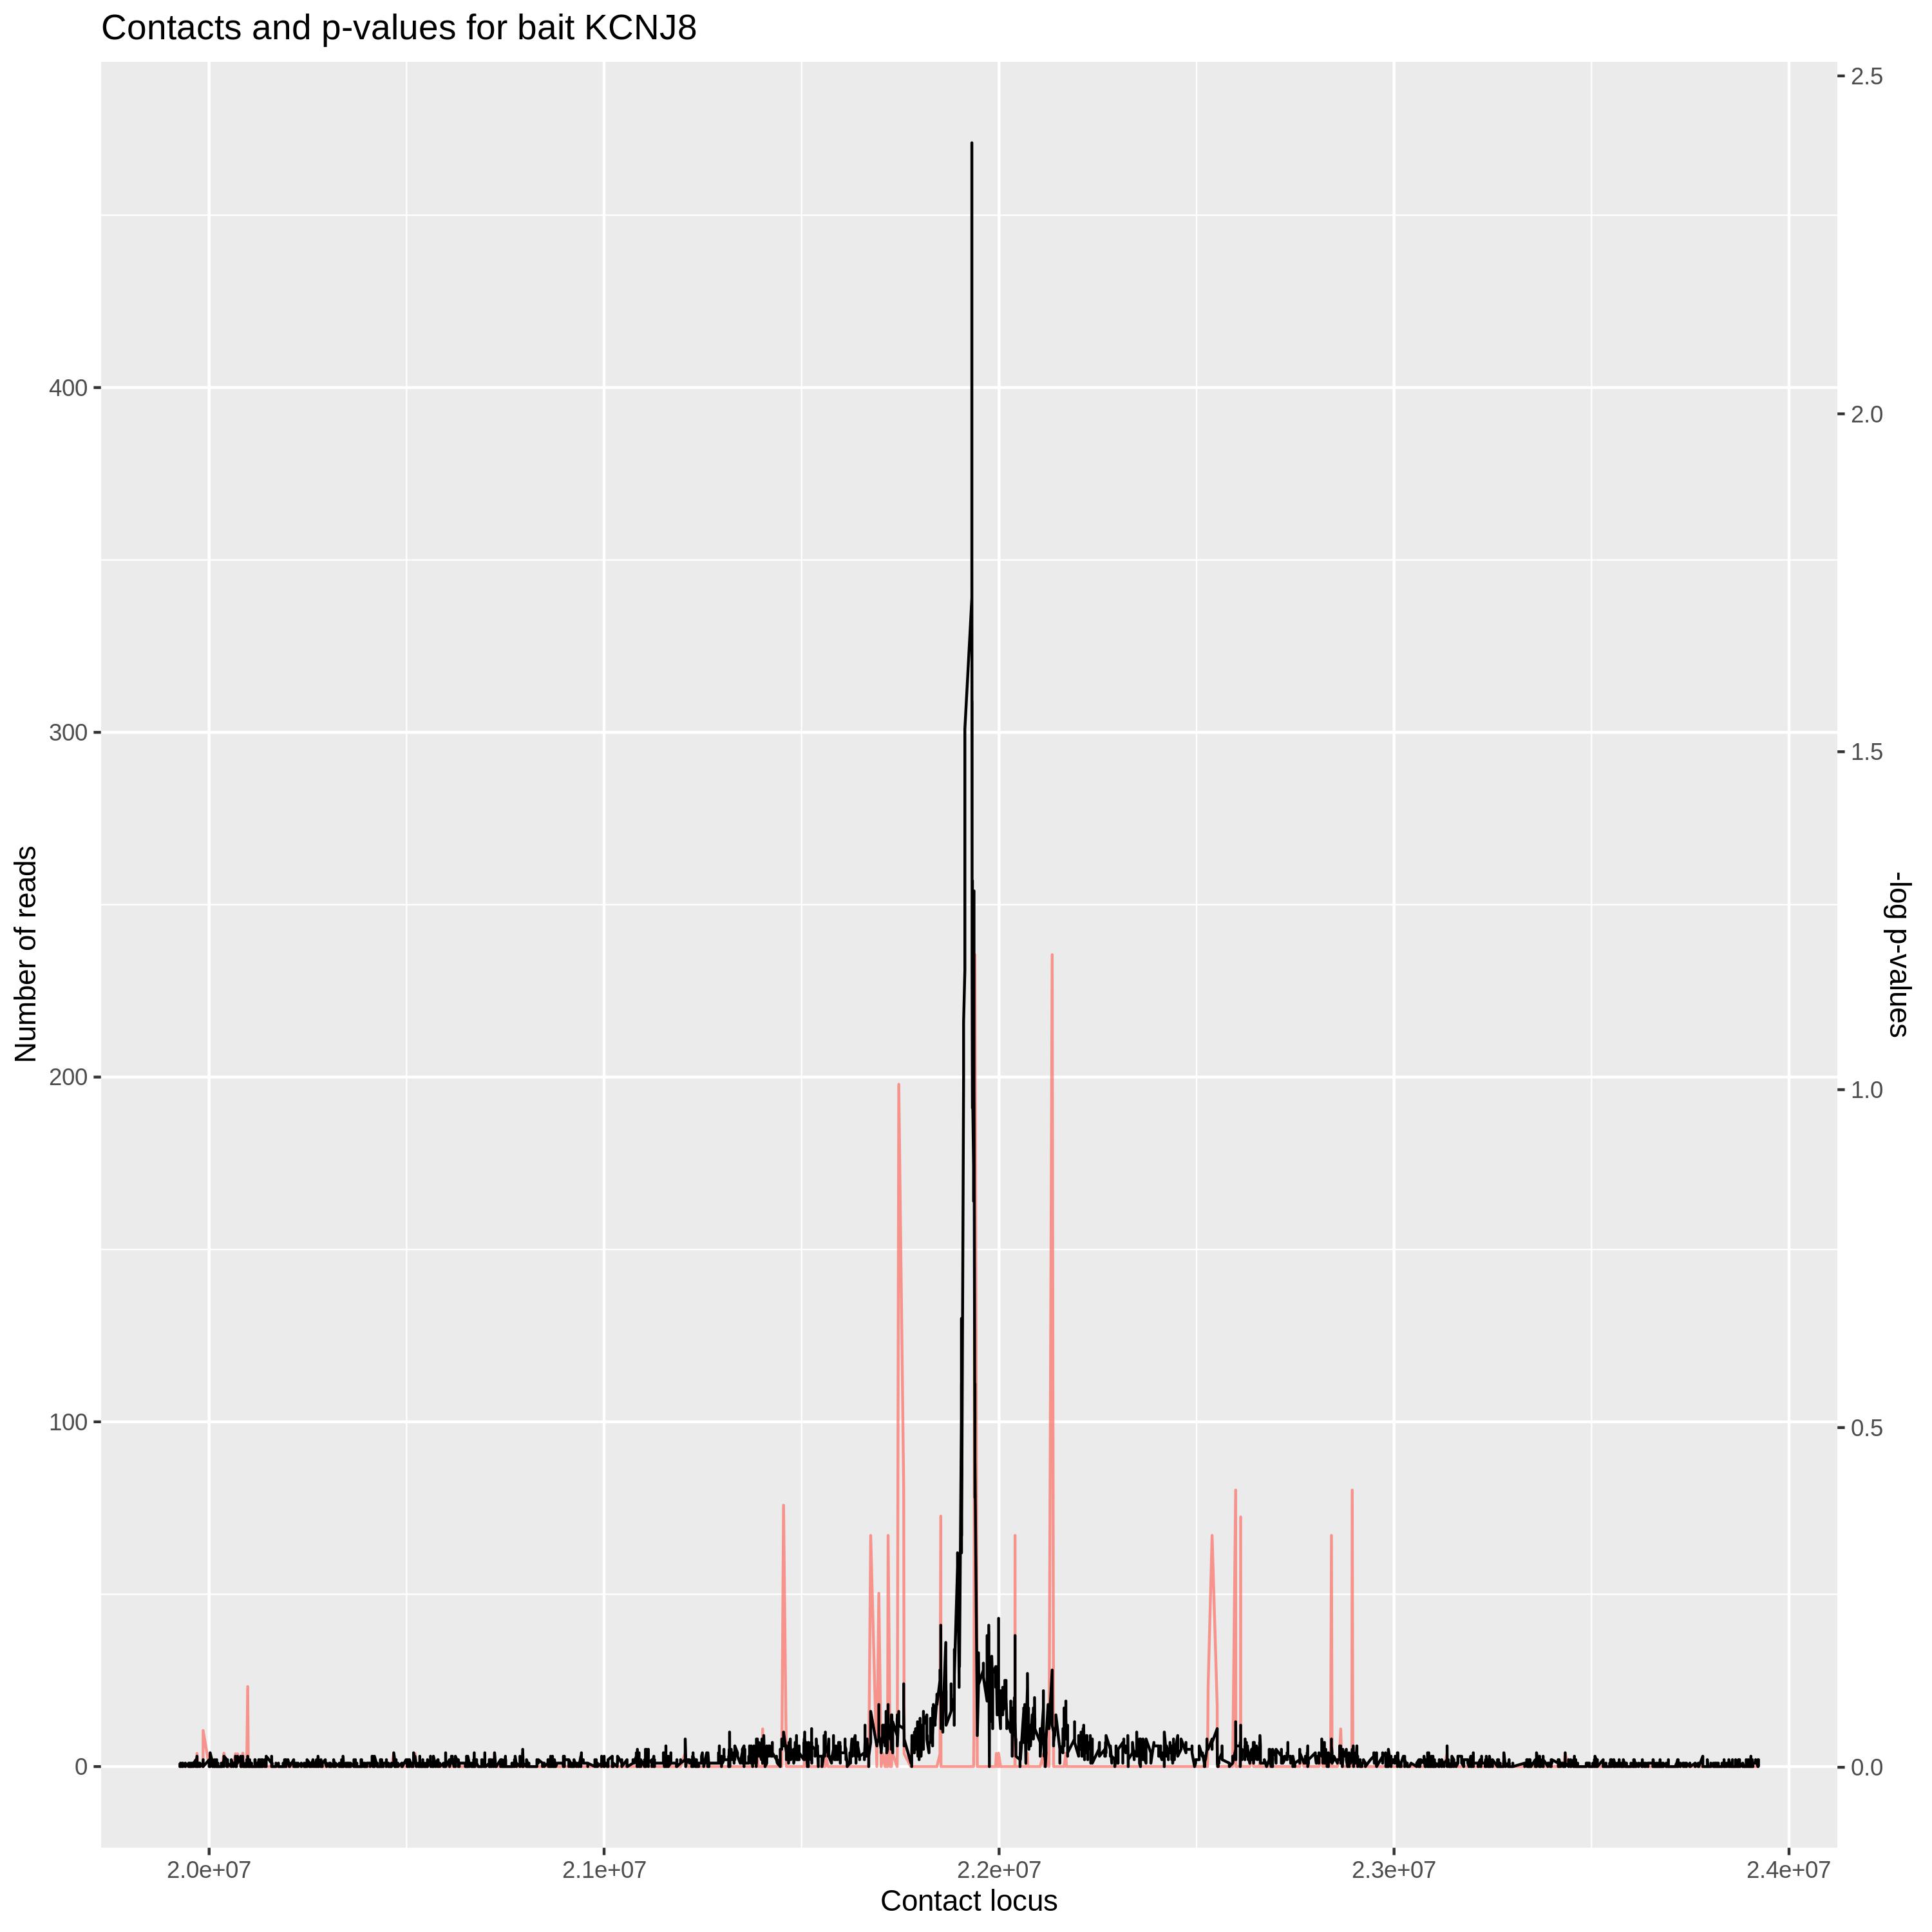 Contacts and p-values for bait KCNJ8
Number of reads
400
300
200
100
0
2.5
2.0
1.5
1.0
0.5
0.0
-log p-values
2.0e+07 2.1e+07 2.2e+07 2.3e+07 2.4e+07
Contact locus